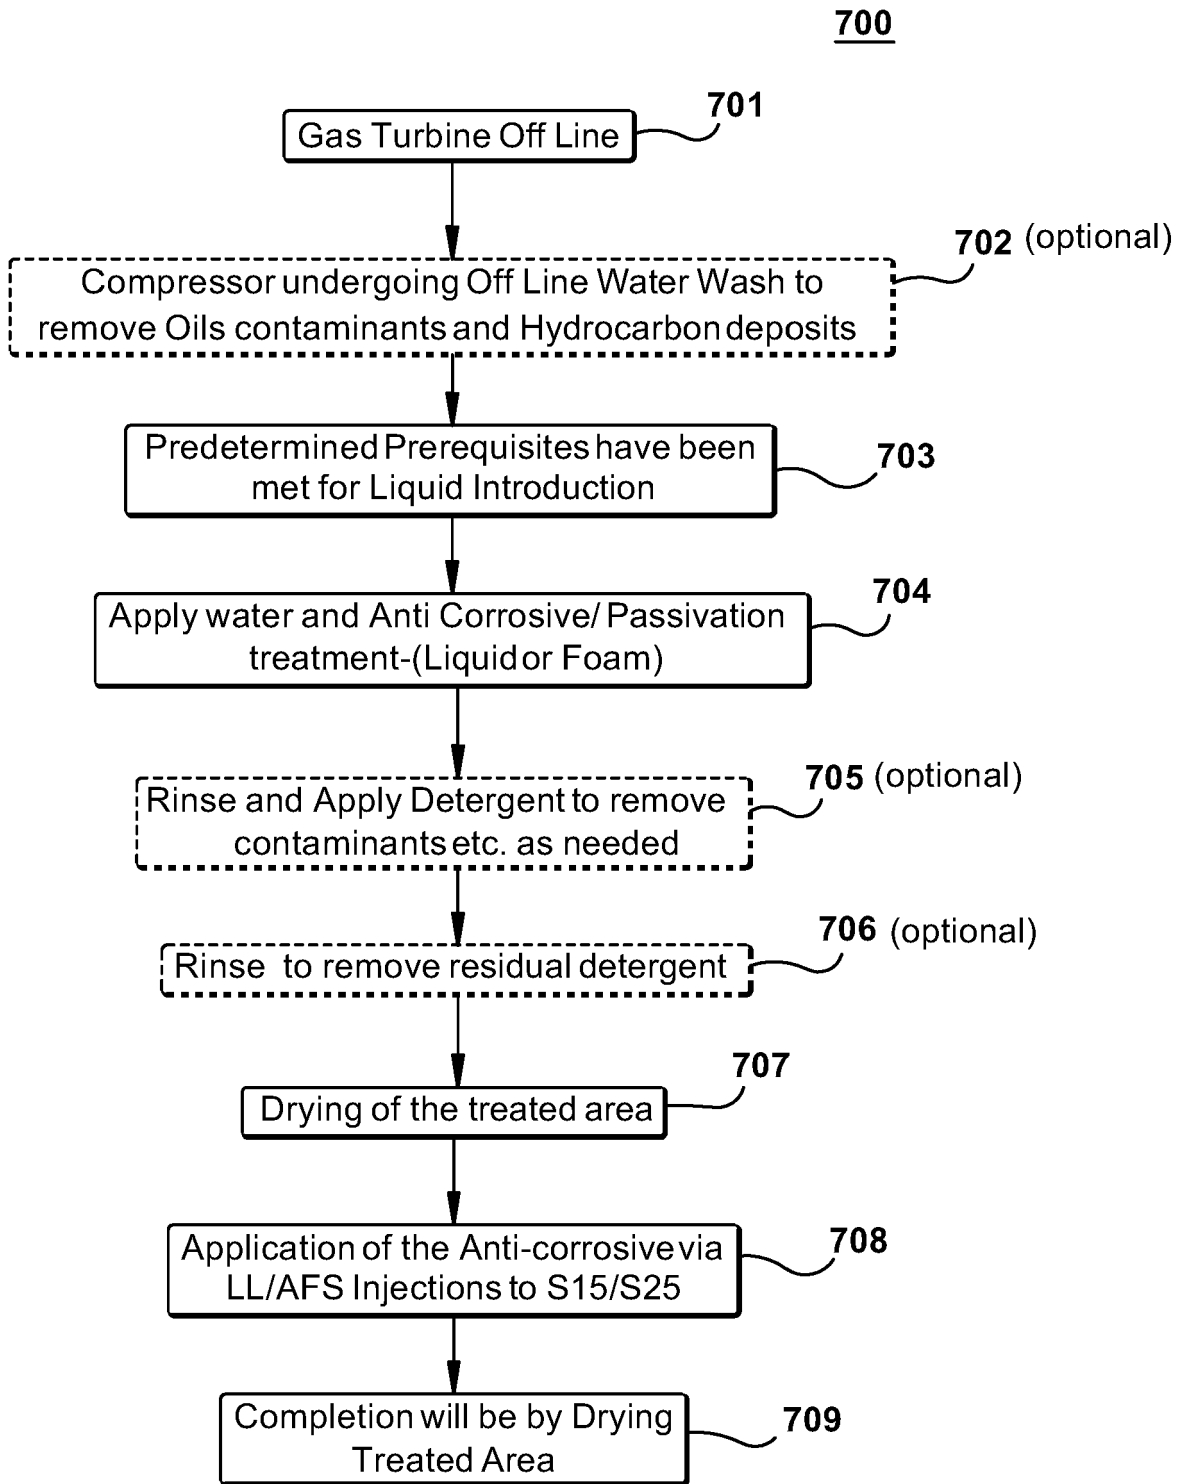 700
Gas Turbine Off Line
701
702 (optional)
Compressor undergoing Off Line Water Wash to
remove Oils contaminants and Hydrocarbon deposits
Predetermined Prerequisites have been
met for Liquid Introduction
703
Apply water and Anti Corrosive/ Passivation
treatment-(Liquid or Foam)
704
705 (optional)
Rinse and Apply Detergent to remove
contaminants etc. as needed
706 (optional)
Rinse to remove residual detergent
707
Drying of the treated area
Application of the Anti-corrosive via
LL/AFS Injections to S15/S25
708
Completion will be by Drying
Treated Area
709